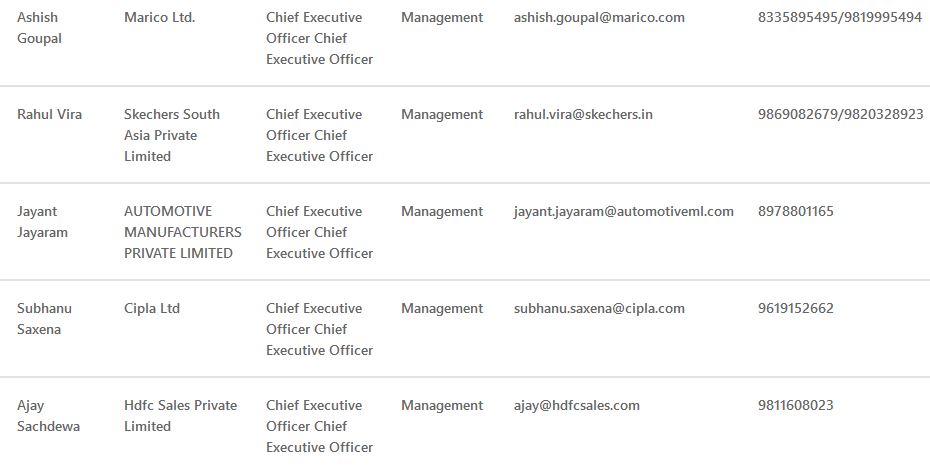 Ashish Marico Ltd. Chief Executive Management ashish.goupal@marico.com 8335895495/9819995494
Goupal Officer Chief
Executive Officer
Rahul Vira Skechers South Chief Executive Management rahul.vira@skechers.in 9869082679/9820328923
Asia Private Officer Chief
Limited Executive Officer
Jayant AUTOMOTIVE Chief Executive Management jayant.jayaram@automotiveml.com 8978801165
Jayaram MANUFACTURERS Officer Chief
PRIVATE LIMITED Executive Officer
Subhanu Cipla Ltd Chief Executive Management subhanu.saxena@cipla.com 9619152662
Saxena Officer Chief
Executive Officer
Ajay Hdfc Sales Private Chief Executive Management ajay@hdfcsales.com 9811608023
Sachdewa Limited Officer Chief
Executive Officer